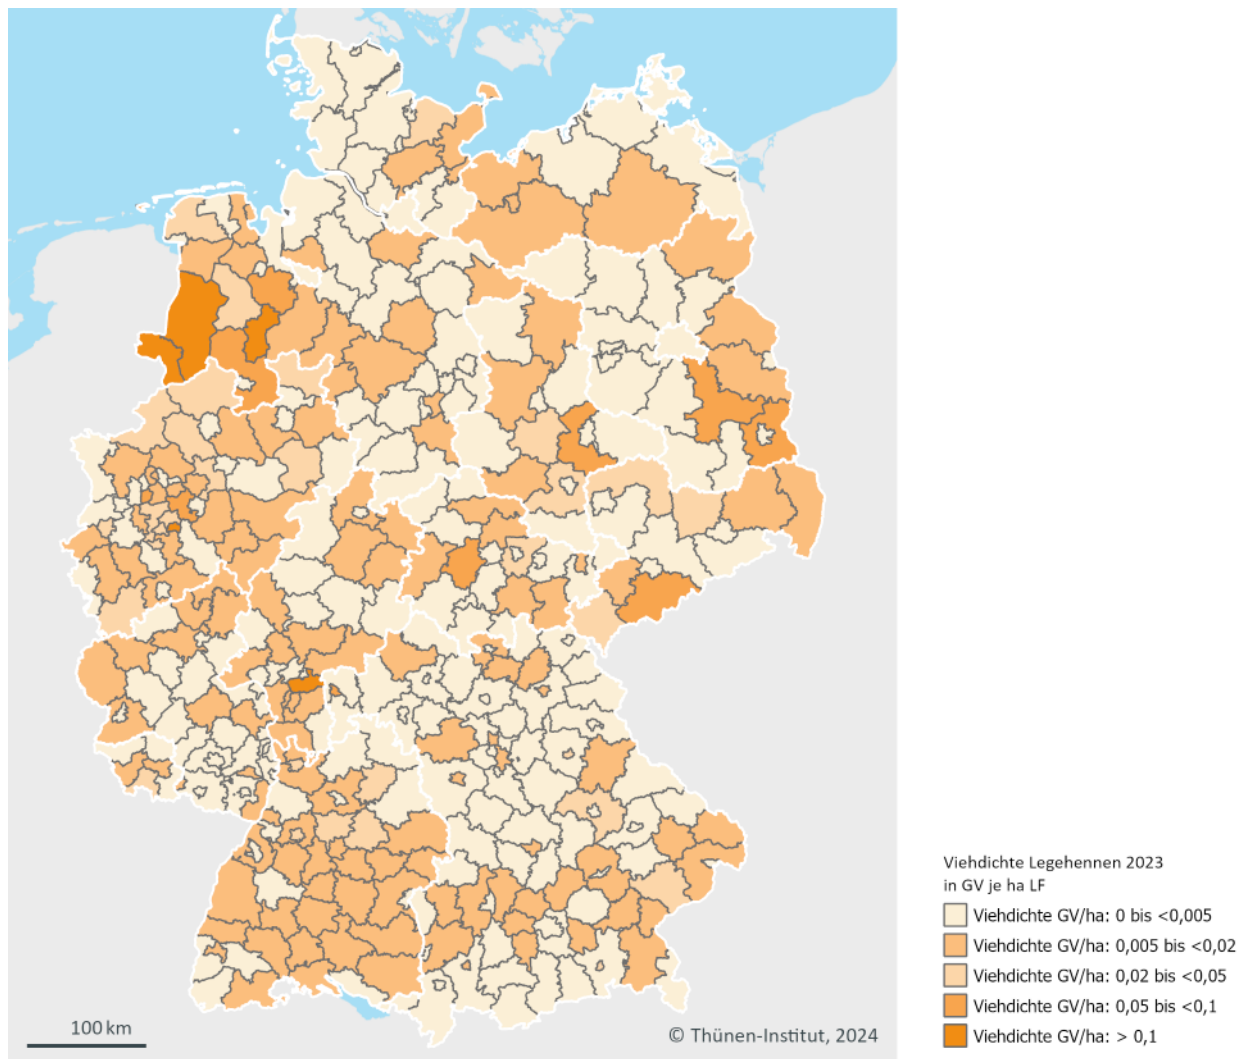 Viehdichte Legehennen 2023
in GV je ha LF
Viehdichte GV/ha: 0 bis <0,005
Viehdichte GV/ha: 0,005 bis <0,02
Viehdichte GV/ha: 0,02 bis <0,05
Viehdichte GV/ha: 0,05 bis <0,1
Viehdichte GV/ha: > 0,1
100 km
© Thünen-Institut, 2024